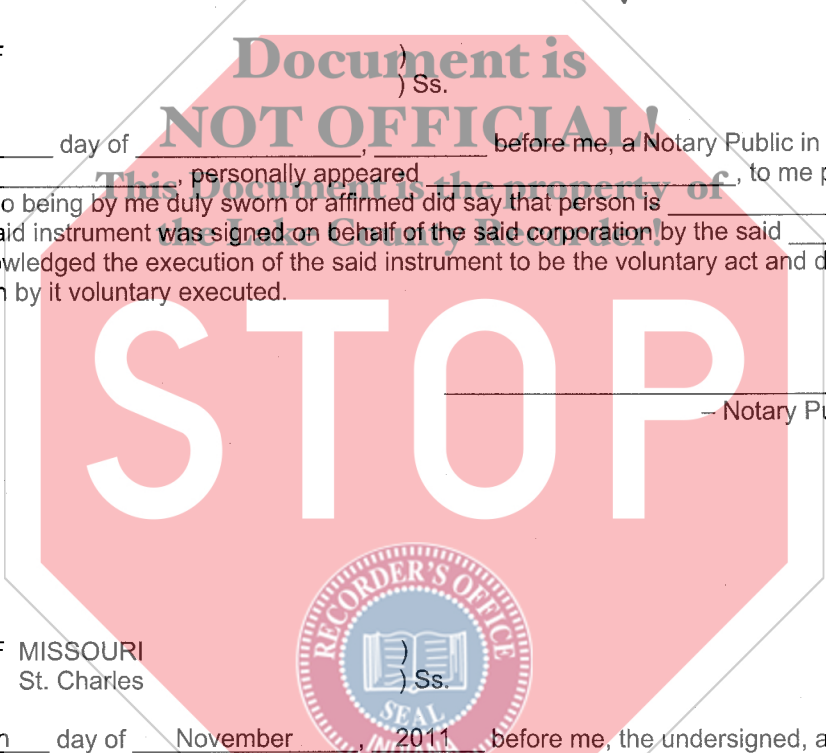 Document is
)
) Ss.
NOT OFFICIAL!
day of , before me, a Notary Public in
, personally appeared , to me p
This Document is the property of
o being by me duly sworn or affirmed did say that person is
aid instrument was signed on behalf of the said corporation by the said
the Lake County Recorder!
wledged the execution of the said instrument to be the voluntary act and d
by it voluntary executed.
STOP
– Notary Pu
RECORDER'S OFFICE
MISSOURI )
St. Charles ) Ss.
SEAL
day of November , 2011 before me, the undersigned, a